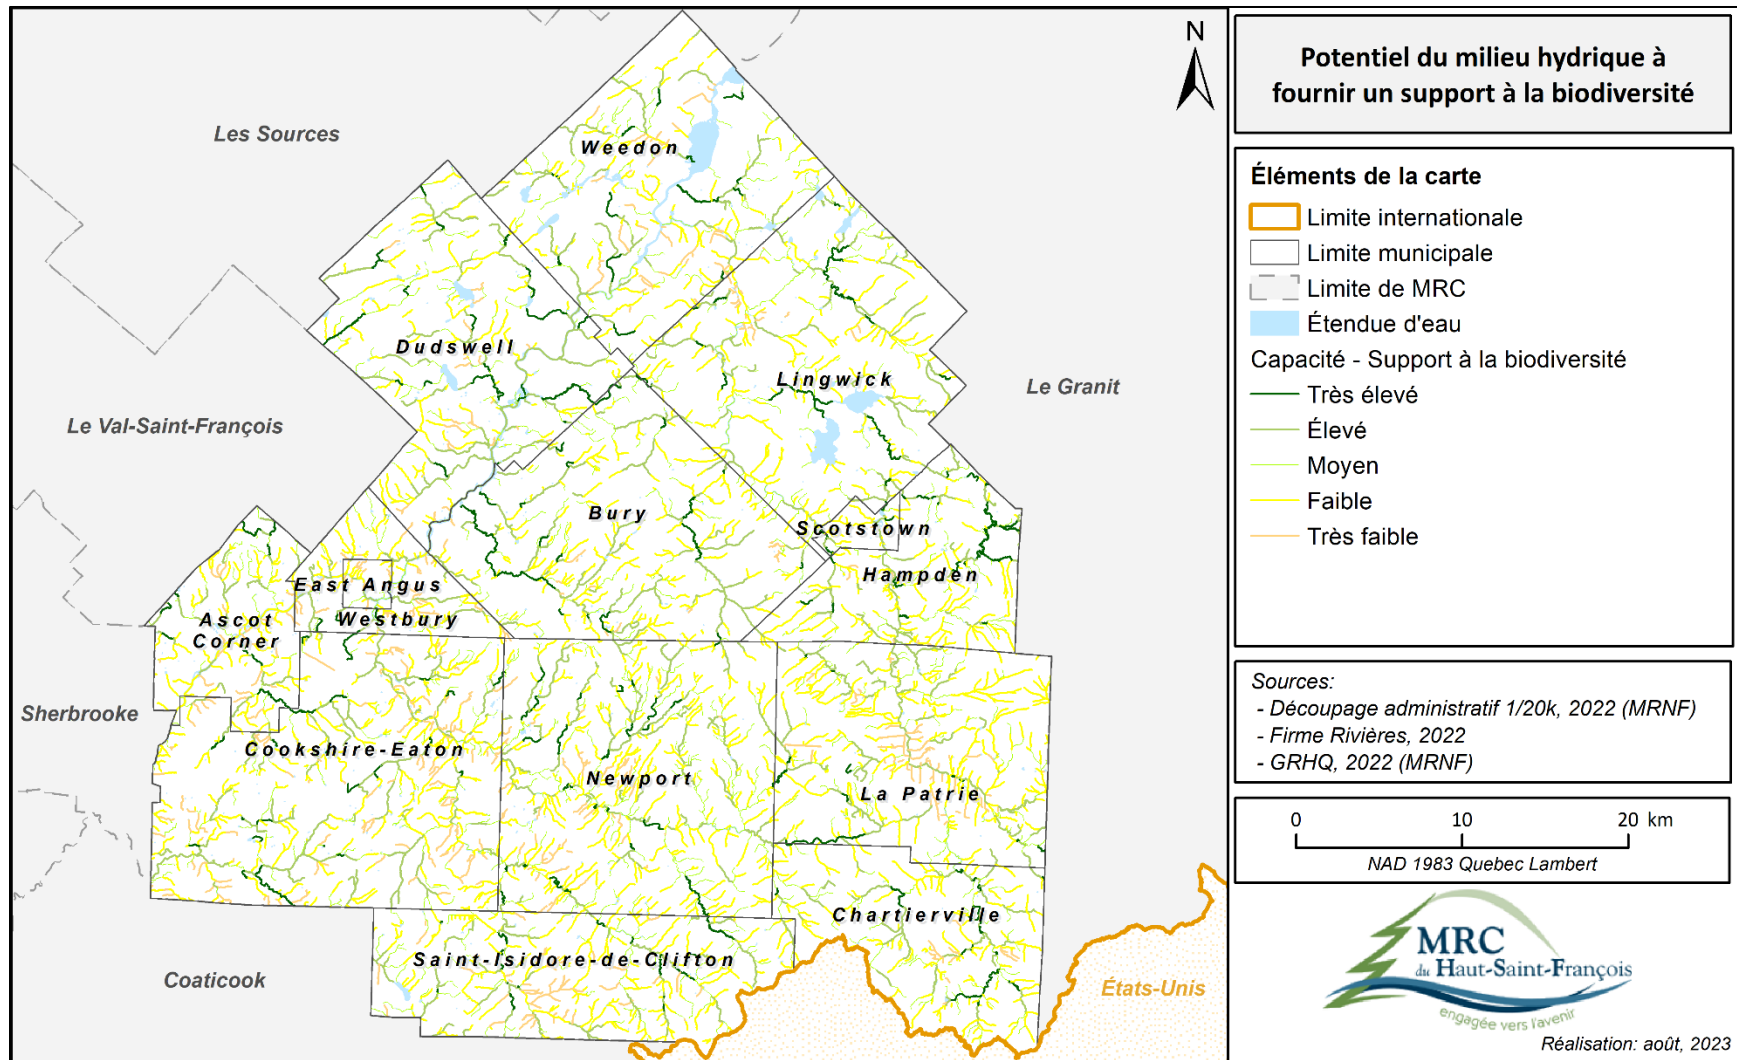 Potentiel du milieu hydrique à
fournir un support à la biodiversité
N
Les Sources
Weedon
Dudswell
Lingwick
Le Granit
Le Val-Saint-François
Bury
Scotstown
Hampden
East Angus
Westbury
Ascot
Corner
Sherbrooke
Cookshire-Eaton
Newport
La Patrie
Chartierville
Saint-Isidore-de-Clifton
Coaticook
États-Unis
Éléments de la carte
Limite internationale
Limite municipale
Limite de MRC
Étendue d'eau
Capacité - Support à la biodiversité
Très élevé
Élevé
Moyen
Faible
Très faible
Sources:
- Découpage administratif 1/20k, 2022 (MRNF)
- Firme Rivières, 2022
- GRHQ, 2022 (MRNF)
0 10 20 km
NAD 1983 Quebec Lambert
MRC
du Haut-Saint-François
engagée vers l'avenir
Réalisation: août, 2023